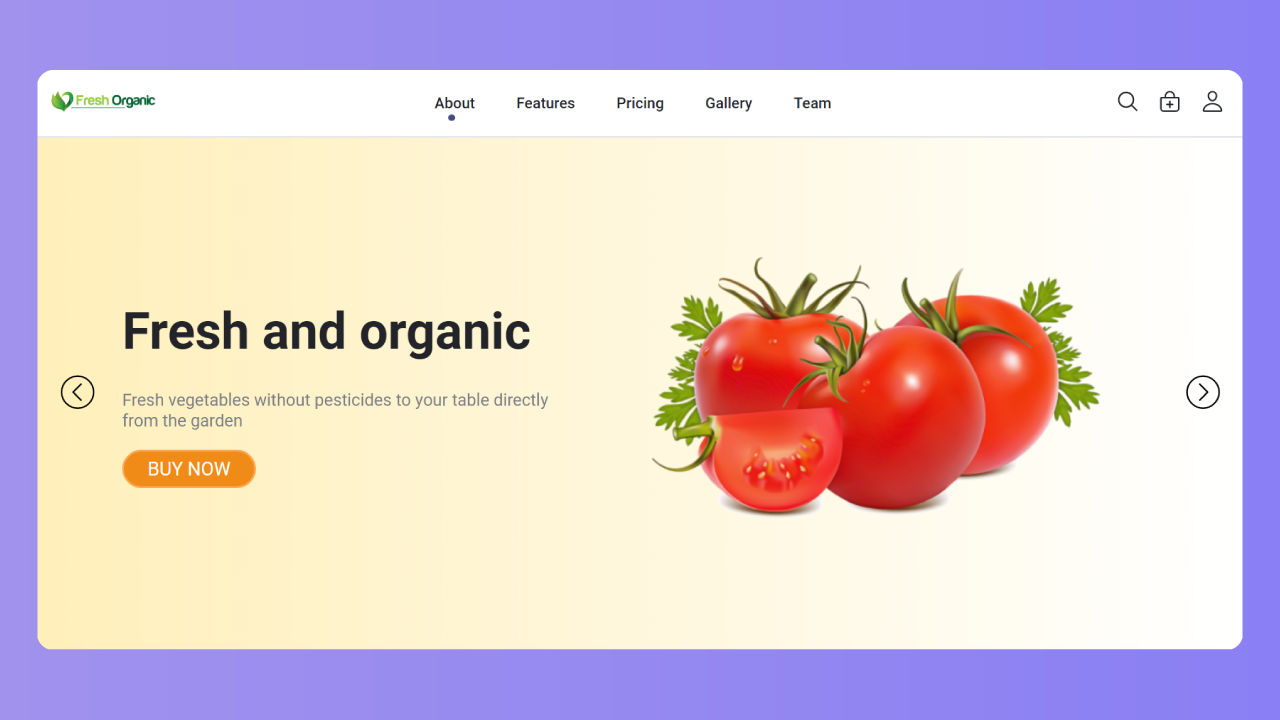 Fresh Organic
About
Features
Pricing
Gallery
Team
Fresh and organic
Fresh vegetables without pesticides to your table directly
from the garden
BUY NOW